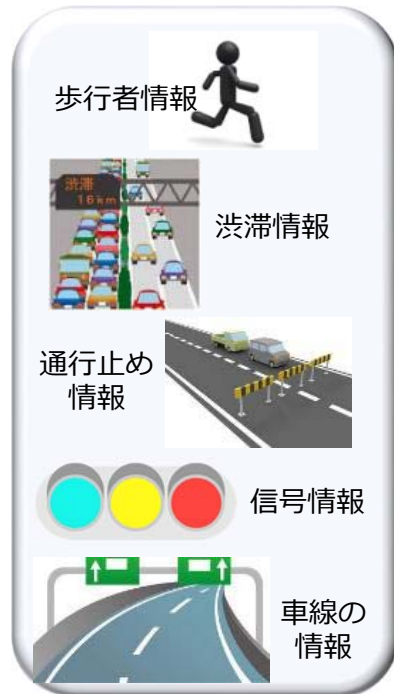 歩行者情報
渋滞
16km
渋滞情報
通行止め
情報
信号情報
車線の
情報